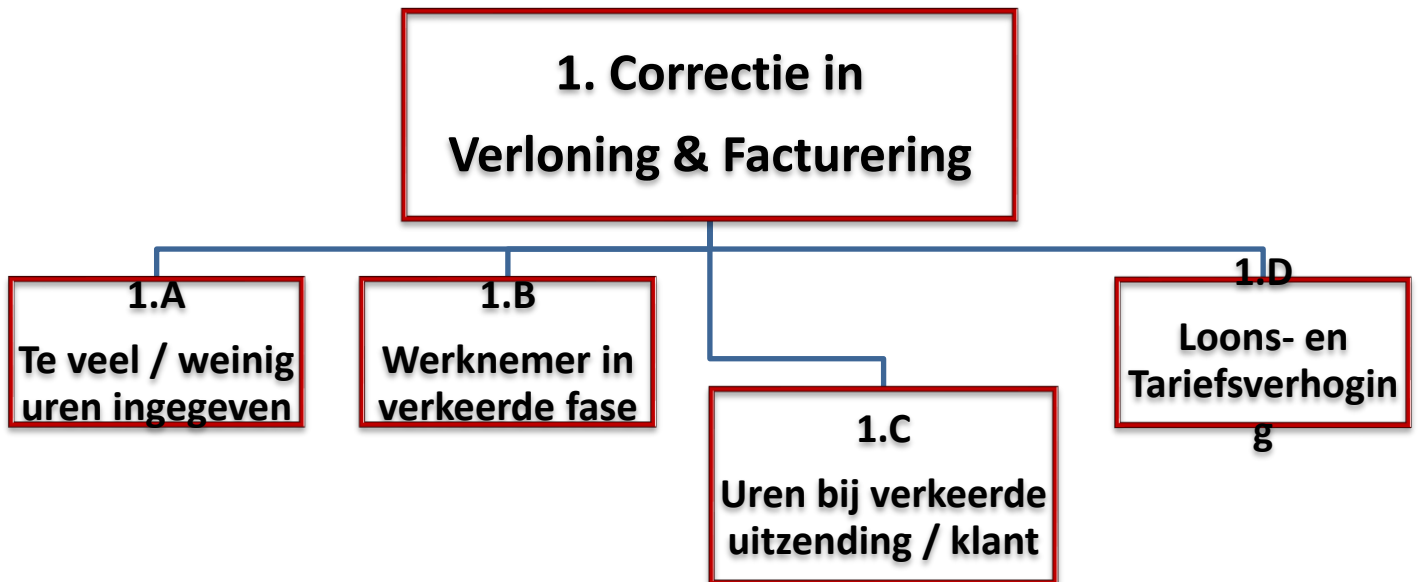 1. Correctie in
Verloning & Facturering
1.A
Te veel / weinig
uren ingegeven
1.B
Werknemer in
verkeerde fase
1.C
Uren bij verkeerde
uitzending / klant
1.D
Loons- en
Tariefsverhogin
g